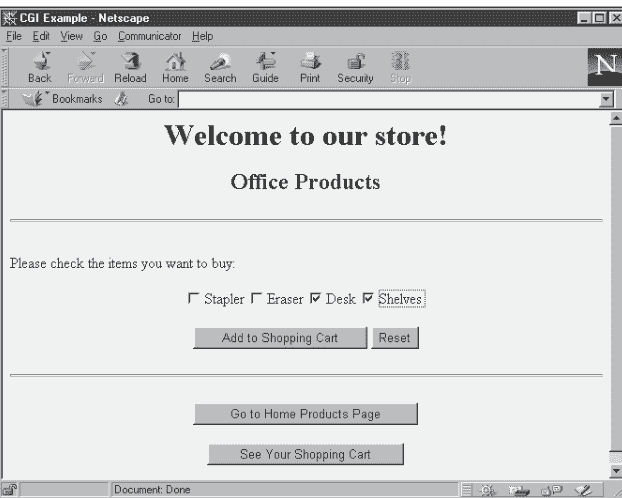 CGI Example - Netscape
File Edit View Go Communicator Help
Back Forward Reload Home Search Guide Print Security Stop
N
Bookmarks Go to:
Welcome to our store!
Office Products
Please check the items you want to buy:
Stapler Eraser Desk Shelves
Add to Shopping Cart Reset
Go to Home Products Page
See Your Shopping Cart
Document: Done